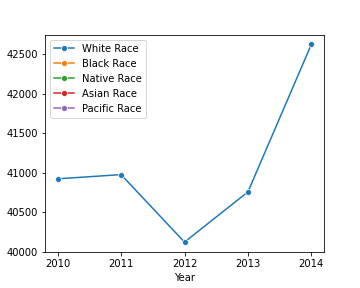 White Race
Black Race
Native Race
Asian Race
Pacific Race
42500
42000
41500
41000
40500
40000
2010 2011 2012 2013 2014
Year